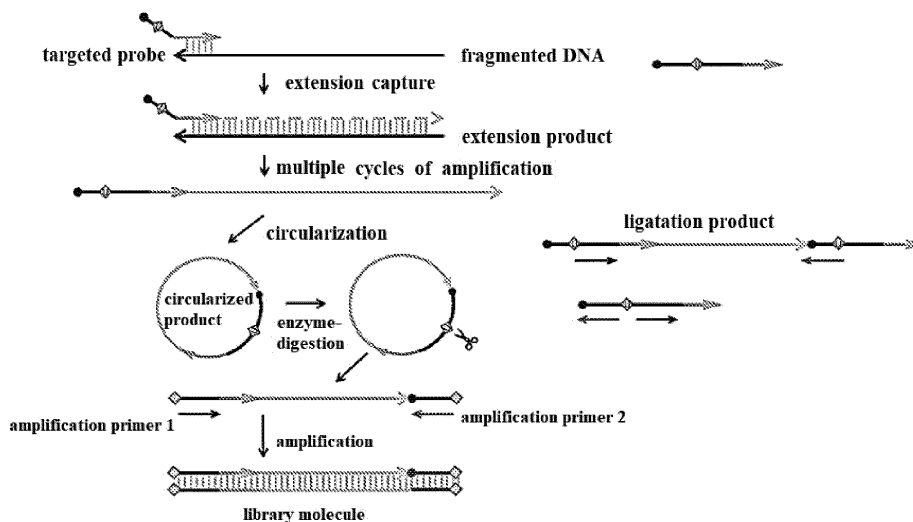 targeted probe
fragmented DNA
extension capture
extension product
multiple cycles of amplification
ligatation product
circularization
circularized
product
enzyme-
digestion
amplification primer 1
amplification primer 2
amplification
library molecule